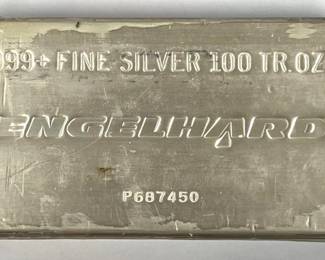 999+ FINE SILVER 100 TR.OZ
ENGELHARD
P687450